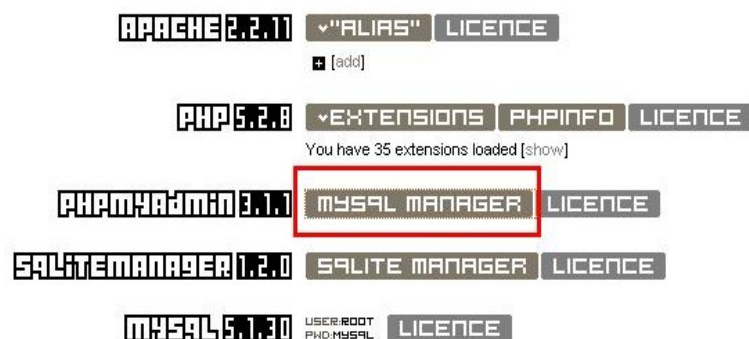 APACHE 2.2.11 "ALIAS" LICENCE
[add]
PHP 5.2.8 EXTENSIONS PHPINFO LICENCE
You have 35 extensions loaded [show]
PHPMYADMIN 3.1.1 MYSQL MANAGER LICENCE
SQLITEMANAGER 1.2.0 SQLITE MANAGER LICENCE
MYSQL 5.1.30 USER:ROOT LICENCE
PWD:MYSQL